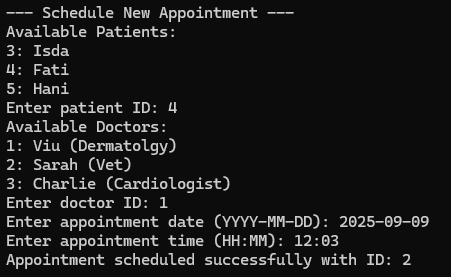 --- Schedule New Appointment ---
Available Patients:
3: Isda
4: Fati
5: Hani
Enter patient ID: 4
Available Doctors:
1: Viu (Dermatolgy)
2: Sarah (Vet)
3: Charlie (Cardiologist)
Enter doctor ID: 1
Enter appointment date (YYYY-MM-DD): 2025-09-09
Enter appointment time (HH:MM): 12:03
Appointment scheduled successfully with ID: 2